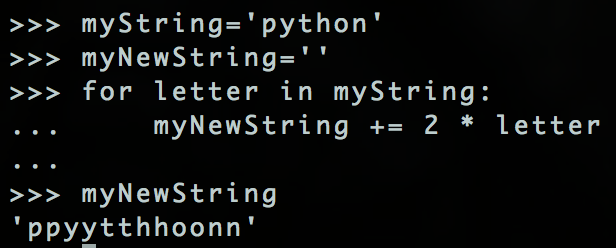 >>> myString='python'
>>> myNewString=''
>>> for letter in myString:
...     myNewString += 2 * letter
...
>>> myNewString
'ppyytthhoonn'